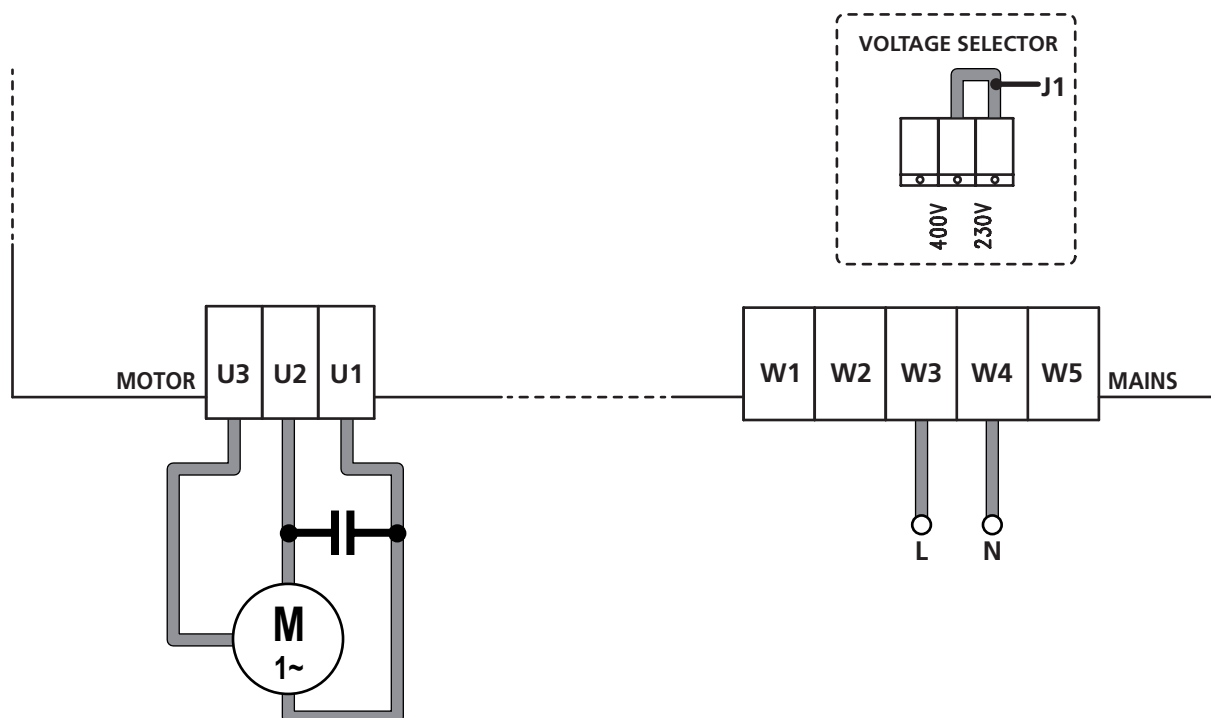 VOLTAGE SELECTOR
J1
400V
230V
MOTOR
U3
U2
U1
W1
W2
W3
W4
W5
MAINS
L
N
M
1~